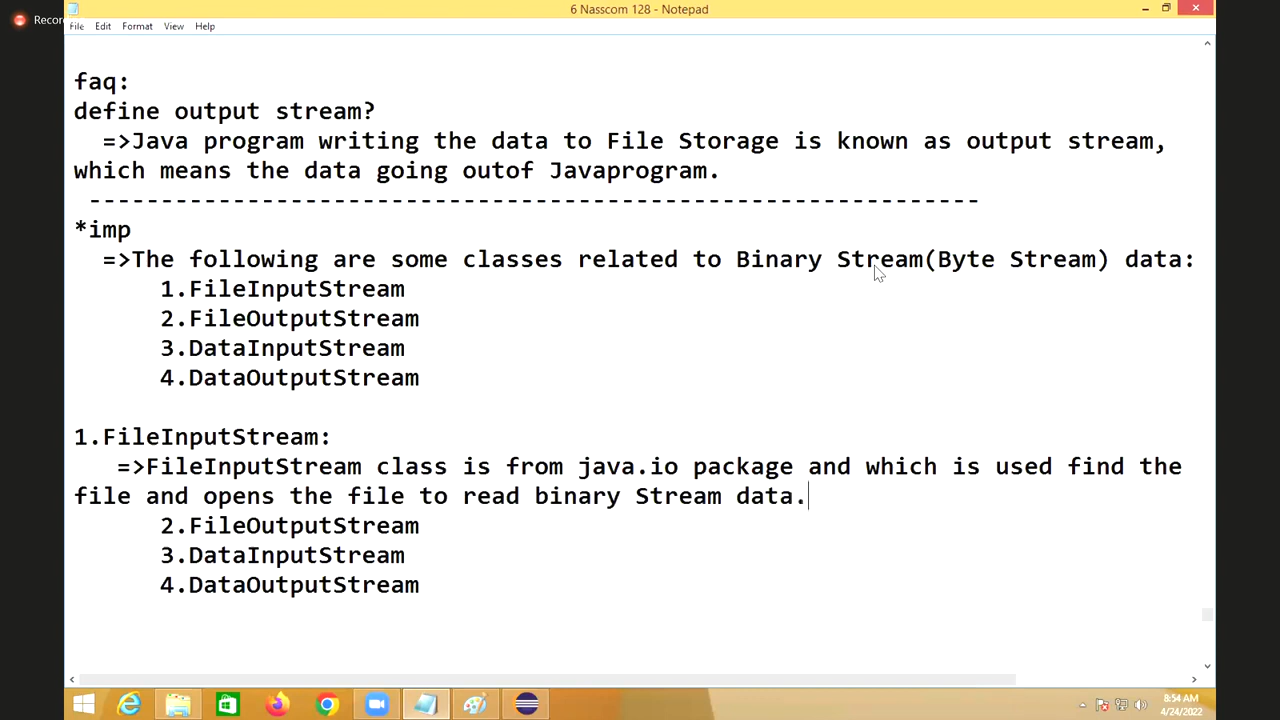 Recor
6 Nasscom 128 - Notepad
File Edit Format View Help
faq:
define output stream?
=>Java program writing the data to File Storage is known as output stream,
which means the data going outof Javaprogram.
--------------------------------------------------------------
*imp
=>The following are some classes related to Binary Stream(Byte Stream) data:
1.FileInputStream
2.FileOutputStream
3.DataInputStream
4.DataOutputStream
1.FileInputStream:
=>FileInputStream class is from java.io package and which is used find the
file and opens the file to read binary Stream data.
2.FileOutputStream
3.DataInputStream
4.DataOutputStream
8:54 AM
4/24/2022